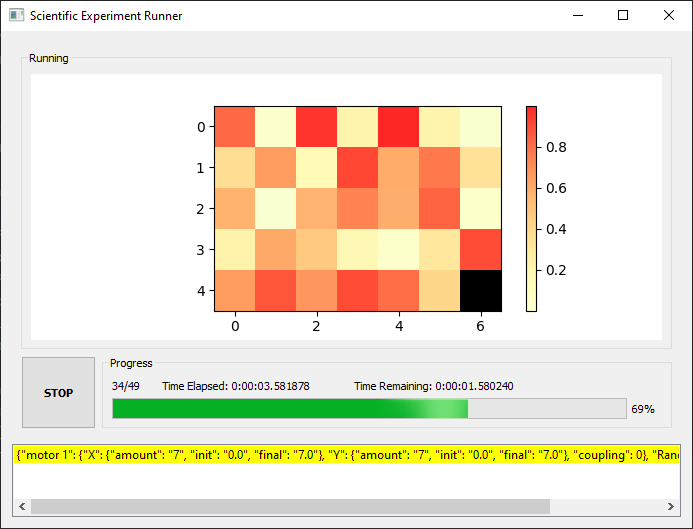 Scientific Experiment Runner
Running
0
1
2
3
4
0 2 4 6
0.8
0.6
0.4
0.2
STOP
Progress
34/49 Time Elapsed: 0:00:03.581878 Time Remaining: 0:00:01.580240
69%
{"motor 1": {"X": {"amount": "7", "init": "0.0", "final": "7.0"}, "Y": {"amount": "7", "init": "0.0", "final": "7.0"}, "coupling": 0}, "Rand